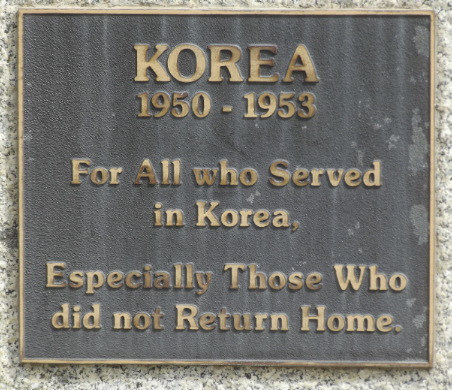 KOREA
1950 - 1953
For All who Served
in Korea,
Especially Those Who
did not Return Home.